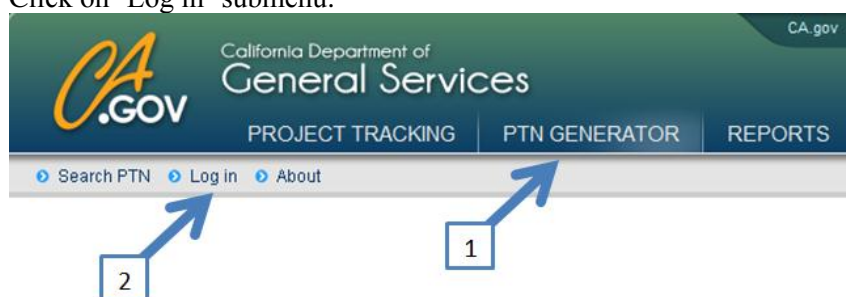 Click on "Log in" submenu.
CA.gov
CA
.GOV
California Department of
General Services
PROJECT TRACKING PTN GENERATOR REPORTS
Search PTN Log in About
1
2